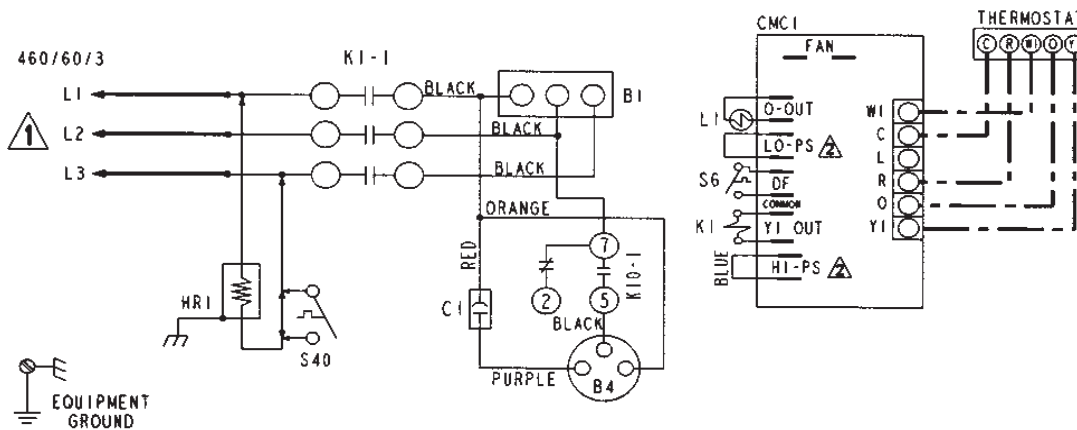 460/60/3
K1-1
L1
L2
L3
1
BLACK
BLACK
BLACK
B1
ORANGE
RED
7
2
5
K10-1
BLACK
C1
PURPLE
B4
HR1
S40
EQUIPMENT
GROUND
CMC1
FAN
O-OUT
L1
LO-PS 2
S6
DF
COMMON
K1
Y1 OUT
BLUE
HI-PS 2
W1
C
L
R
O
Y1
THERMOSTAT
C R W1 O Y